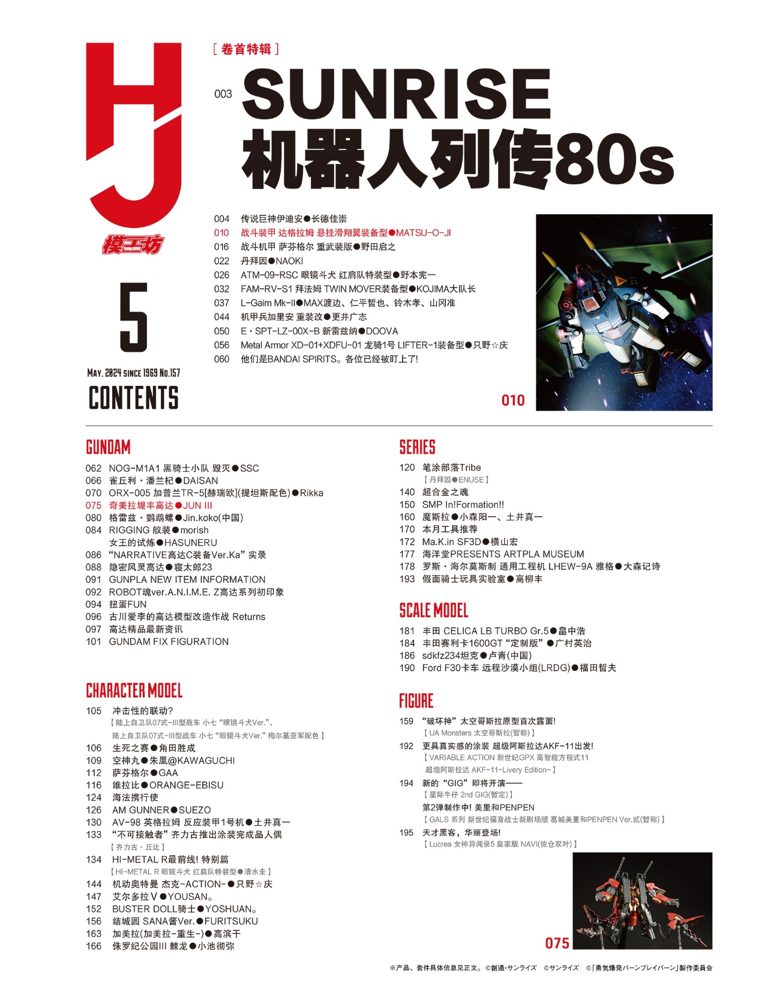 HJ
模工坊
HobbyJAPAN
5
MAY. 2024 SINCE 1969 NO.157
CONTENTS
[ 卷首特辑 ]
003 SUNRISE
机器人列传80s
004 传说巨神伊迪安●长德佳崇
010 战斗装甲 达格拉姆 悬挂滑翔翼装备型●MATSU-O-JI
016 战斗机甲 萨芬格尔 重武装版●野田启之
022 丹拜因●NAOKI
026 ATM-09-RSC 眼镜斗犬 红肩队特装型●野本宪一
032 FAM-RV-S1 拜法姆 TWIN MOVER装备型●KOJIMA大队长
037 L-Gaim Mk-II●MAX渡边、仁平哲也、铃木孝、山冈准
044 机甲兵加里安 重装改●更井广志
050 E・SPT-LZ-00X-B 新雷兹纳●DOOVA
056 Metal Armor XD-01+XDFU-01 龙骑1号 LIFTER-1装备型●只野☆庆
060 他们是BANDAI SPIRITS。各位已经被盯上了!
010
GUNDAM
062 NOG-M1A1 黑骑士小队 毁灭●SSC
066 雀丘利・潘兰杞●DAISAN
070 ORX-005 加普兰TR-5[赫瑞欧](提坦斯配色)●Rikka
075 奇美拉堤丰高达●JUN III
080 格雷兹・鹦鹉螺●Jin.koko(中国)
084 RIGGING 舣装●morish
女王的试炼●HASUNERU
086 “NARRATIVE高达C装备Ver.Ka” 实录
088 隐密风灵高达●寝太郎23
091 GUNPLA NEW ITEM INFORMATION
092 ROBOT魂ver.A.N.I.M.E. Z高达系列初印象
094 扭蛋FUN
096 古川爱李的高达模型改造作战 Returns
097 高达精品最新资讯
101 GUNDAM FIX FIGURATION
CHARACTER MODEL
105 冲击性的联动?
【 陆上自卫队07式-III型战车 小七 “眼镜斗犬Ver.”、
陆上自卫队07式-III型战车 小七 “眼镜斗犬Ver.” 梅尔基亚军配色 】
106 生死之赛●角田胜成
109 空神丸●朱凰@KAWAGUCHI
112 萨芬格尔●GAA
116 维拉比●ORANGE-EBISU
124 海法携行使
126 AM GUNNER●SUEZO
130 AV-98 英格拉姆 反应装甲1号机●土井真一
133 “不可接触者” 齐力古推出涂装完成品人偶
【 齐力古・丘比 】
134 HI-METAL R最前线! 特别篇
【 HI-METAL R 眼镜斗犬 红肩队特装型●清水圭 】
144 机动奥特曼 杰克-ACTION-●只野☆庆
147 艾尔多拉Ⅴ●YOUSAN。
152 BUSTER DOLL骑士●YOSHUAN。
156 结城圆 SANA酱Ver.●FURITSUKU
163 加美拉(加美拉-重生-)●高滨干
166 侏罗纪公园III 棘龙●小池彻弥
SERIES
120 笔涂部落Tribe
【 丹拜因●ENUSE 】
140 超合金之魂
150 SMP In!Formation!!
160 魔斯拉●小森阳一、土井真一
170 本月工具推荐
172 Ma.K.in SF3D●横山宏
177 海洋堂PRESENTS ARTPLA MUSEUM
178 罗斯・海尔莫斯制 通用工程机 LHEW-9A 雅格●大森记诗
193 假面骑士玩具实验室●高柳丰
SCALE MODEL
181 丰田 CELICA LB TURBO Gr.5●畠中浩
184 丰田赛利卡1600GT “定制版” ●广村英治
186 sdkfz234坦克●卢青(中国)
190 Ford F30卡车 远程沙漠小组(LRDG)●福田哲夫
FIGURE
159 “破坏神” 太空哥斯拉原型首次露面!
【 UA Monsters 太空哥斯拉(暂称) 】
192 更具真实感的涂装 超级阿斯拉达AKF-11出发!
【 VARIABLE ACTION 新世纪GPX 高智能方程式11
超级阿斯拉达 AKF-11-Livery Edition- 】
194 新的 “GIG” 即将开演——
【 星际牛仔 2nd GIG(暂定) 】
第2弹制作中! 美里和PENPEN
【 GALS 系列 新世纪福音战士新剧场版 葛城美里和PENPEN Ver.贰(暂称) 】
195 天才黑客，华丽登场!
【 Lucrea 女神异闻录5 皇家版 NAVI(佐仓双叶) 】
075
※产品、套件具体信息见正文。 ©創通・サンライズ ©サンライズ ©「勇気爆発バーンブレイバーン」製作委員会